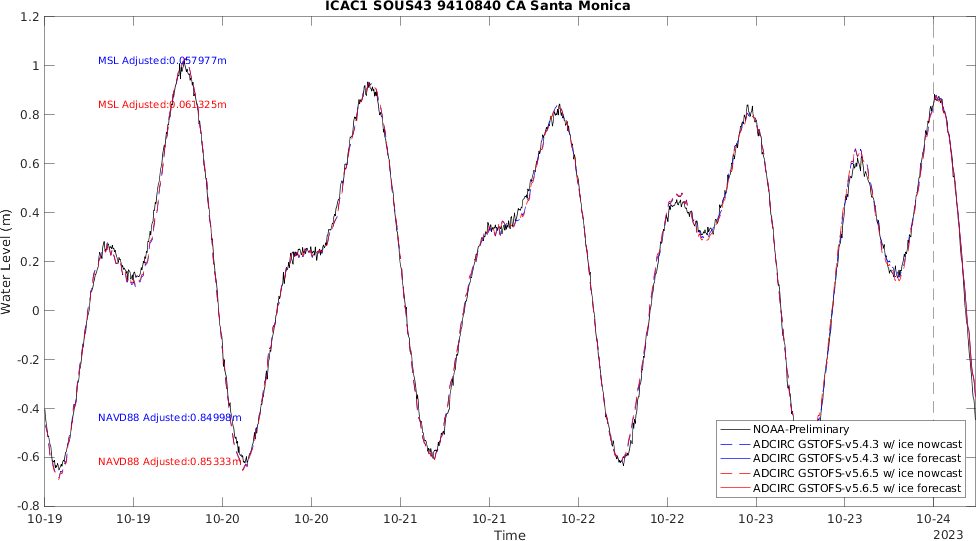 ICAC1 SOUS43 9410840 CA Santa Monica
1.2
1
0.8
0.6
0.4
0.2
0
-0.2
-0.4
-0.6
-0.8
Water Level (m)
MSL Adjusted:0.057977m
MSL Adjusted:0.061325m
NAVD88 Adjusted:0.84998m
NAVD88 Adjusted:0.85333m
NOAA-Preliminary
ADCIRC GSTOFS-v5.4.3 w/ ice nowcast
ADCIRC GSTOFS-v5.4.3 w/ ice forecast
ADCIRC GSTOFS-v5.6.5 w/ ice nowcast
ADCIRC GSTOFS-v5.6.5 w/ ice forecast
10-19 10-19 10-20 10-20 10-21 10-21 10-22 10-22 10-23 10-23 10-24
Time
2023